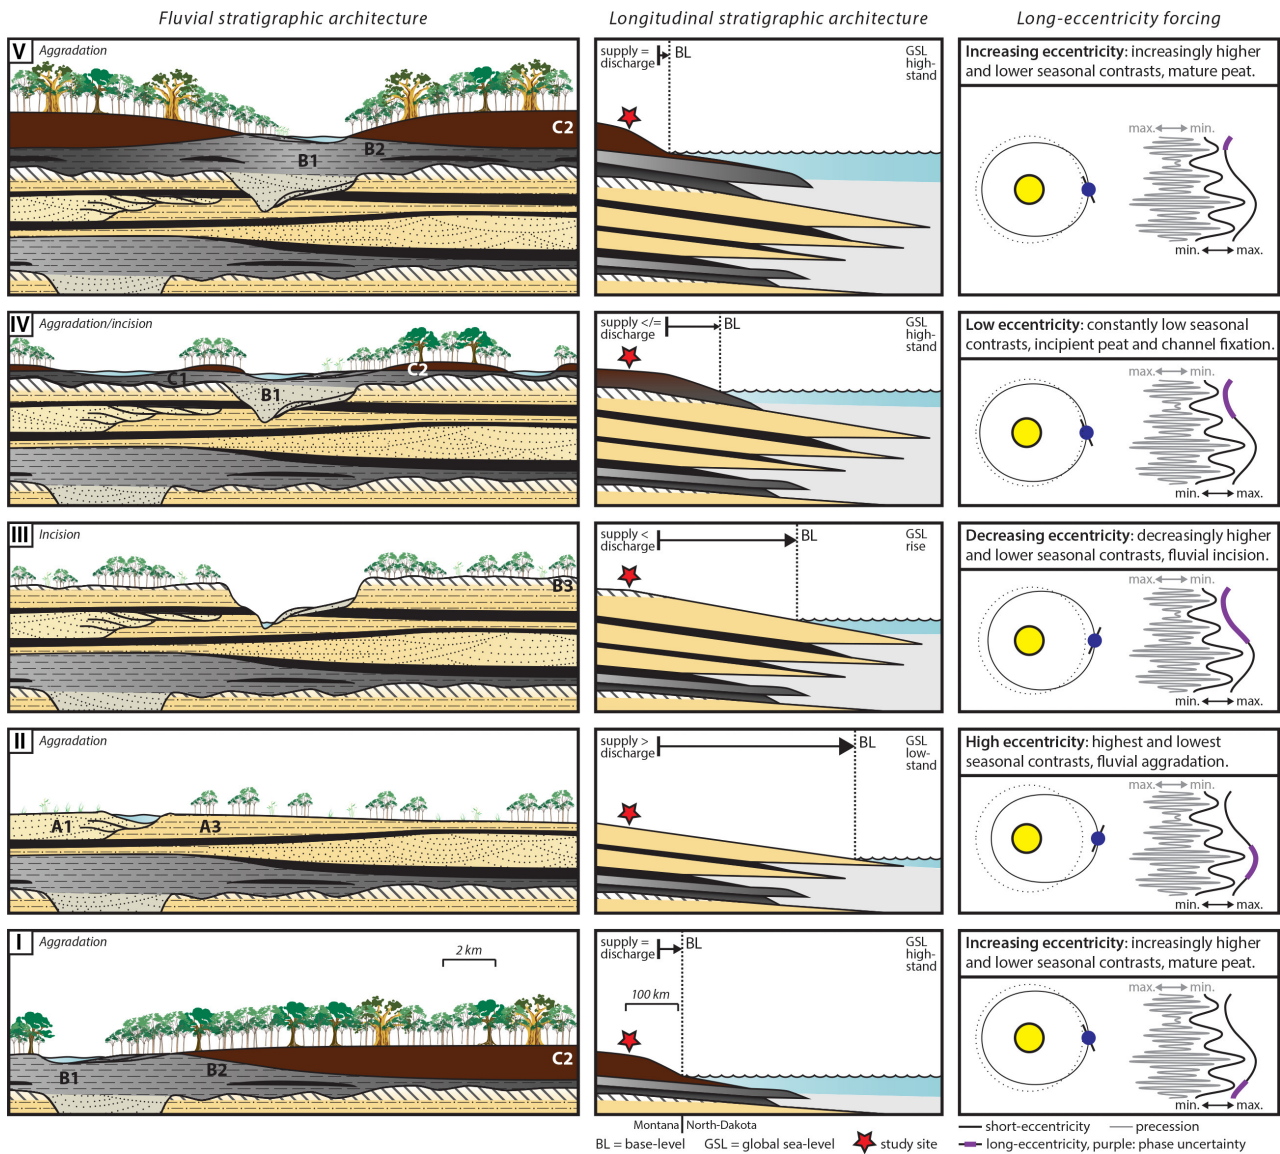 Fluvial stratigraphic architecture
Longitudinal stratigraphic architecture
Long-eccentricity forcing
V
Aggradation
C2
B2
B1
supply =
discharge
BL
GSL
high-
stand
Increasing eccentricity: increasingly higher
and lower seasonal contrasts, mature peat.
max.
min.
min.
max.
IV
Aggradation/incision
C1
C2
B1
supply </=
discharge
BL
GSL
high-
stand
Low eccentricity: constantly low seasonal
contrasts, incipient peat and channel fixation.
max.
min.
min.
max.
III
Incision
B3
supply <
discharge
BL
GSL
rise
Decreasing eccentricity: decreasingly higher
and lower seasonal contrasts, fluvial incision.
max.
min.
min.
max.
II
Aggradation
A1
A3
supply >
discharge
BL
GSL
low-
stand
High eccentricity: highest and lowest
seasonal contrasts, fluvial aggradation.
max.
min.
min.
max.
I
Aggradation
2 km
B1
B2
C2
supply =
discharge
BL
GSL
high-
stand
100 km
Increasing eccentricity: increasingly higher
and lower seasonal contrasts, mature peat.
max.
min.
min.
max.
Montana
North-Dakota
BL = base-level
GSL = global sea-level
study site
short-eccentricity
precession
long-eccentricity, purple: phase uncertainty